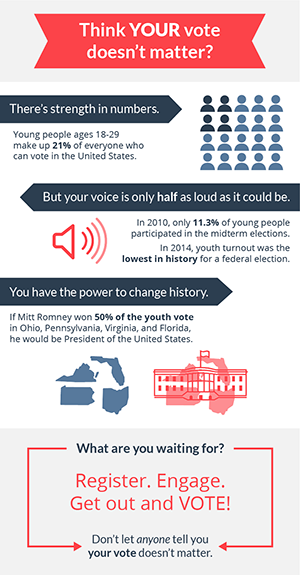 Think YOUR vote
doesn't matter?
There's strength in numbers.
Young people ages 18-29
make up 21% of everyone who
can vote in the United States.
But your voice is only half as loud as it could be.
In 2010, only 11.3% of young people
participated in the midterm elections.
In 2014, youth turnout was the
lowest in history for a federal election.
You have the power to change history.
If Mitt Romney won 50% of the youth vote
in Ohio, Pennsylvania, Virginia, and Florida,
he would be President of the United States.
What are you waiting for?
Register. Engage.
Get out and VOTE!
Don't let anyone tell you
your vote doesn't matter.